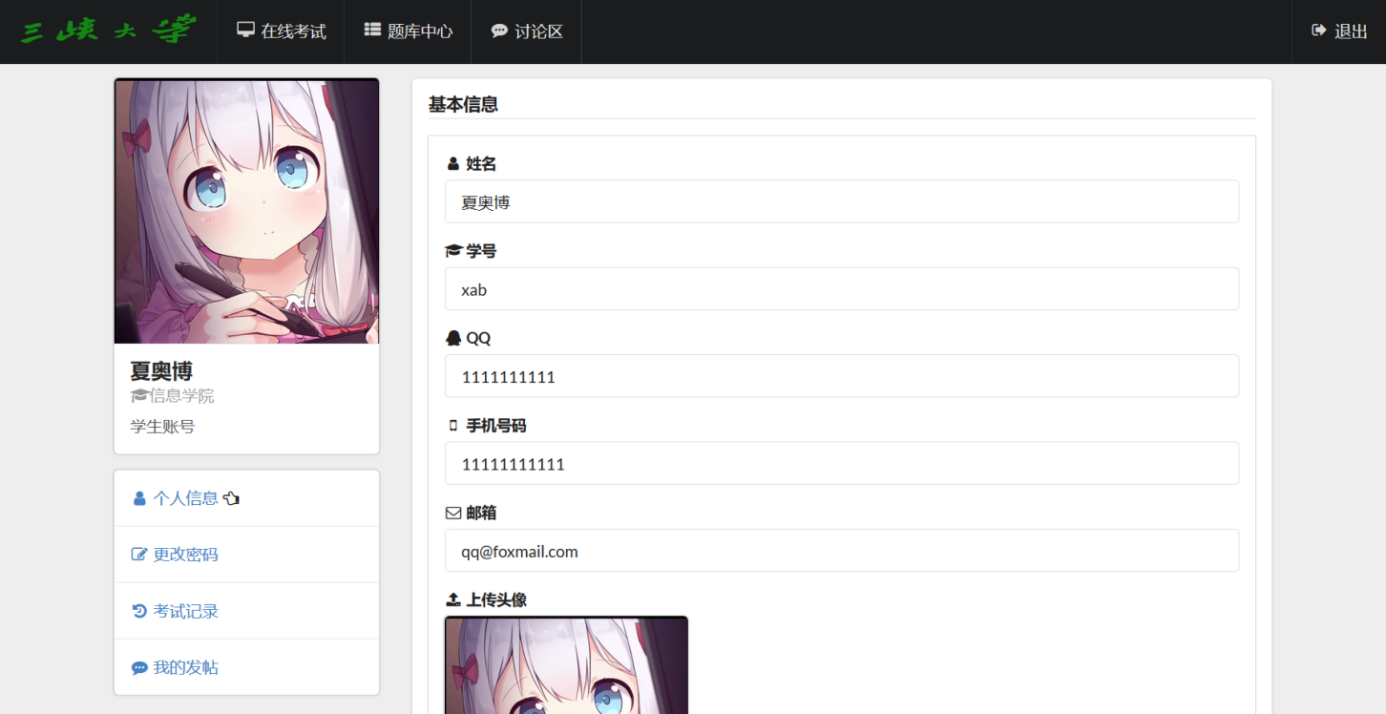 三峡大学
在线考试
题库中心
讨论区
退出
夏奥博
信息学院
学生账号
个人信息
更改密码
考试记录
我的发帖
基本信息
姓名
夏奥博
学号
xab
QQ
1111111111
手机号码
11111111111
邮箱
qq@foxmail.com
上传头像